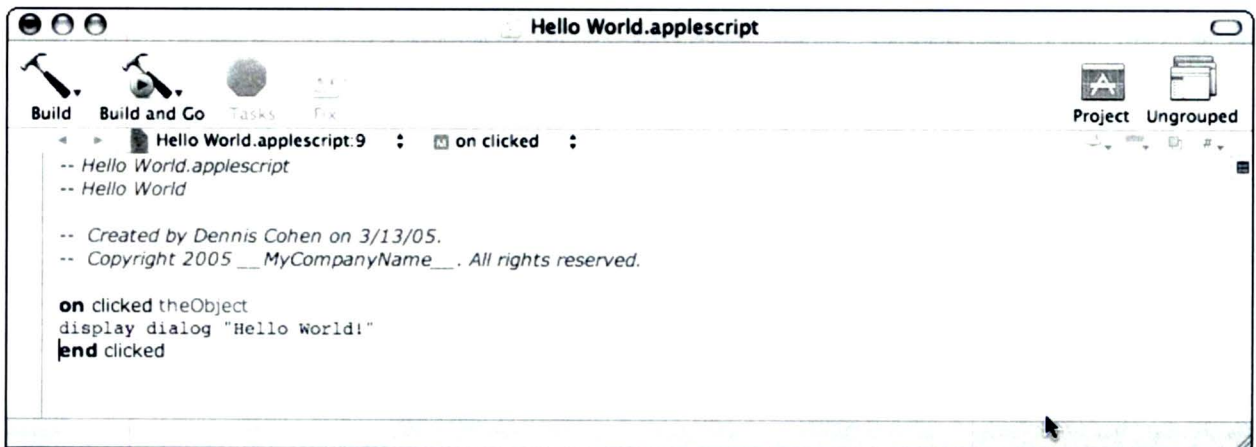 Hello World.applescript
Build
Build and Go
Tasks
Fix
Project
Ungrouped
Hello World.applescript:9
on clicked
-- Hello World.applescript
-- Hello World
-- Created by Dennis Cohen on 3/13/05.
-- Copyright 2005 __MyCompanyName__. All rights reserved.
on clicked theObject
display dialog "Hello World!"
end clicked